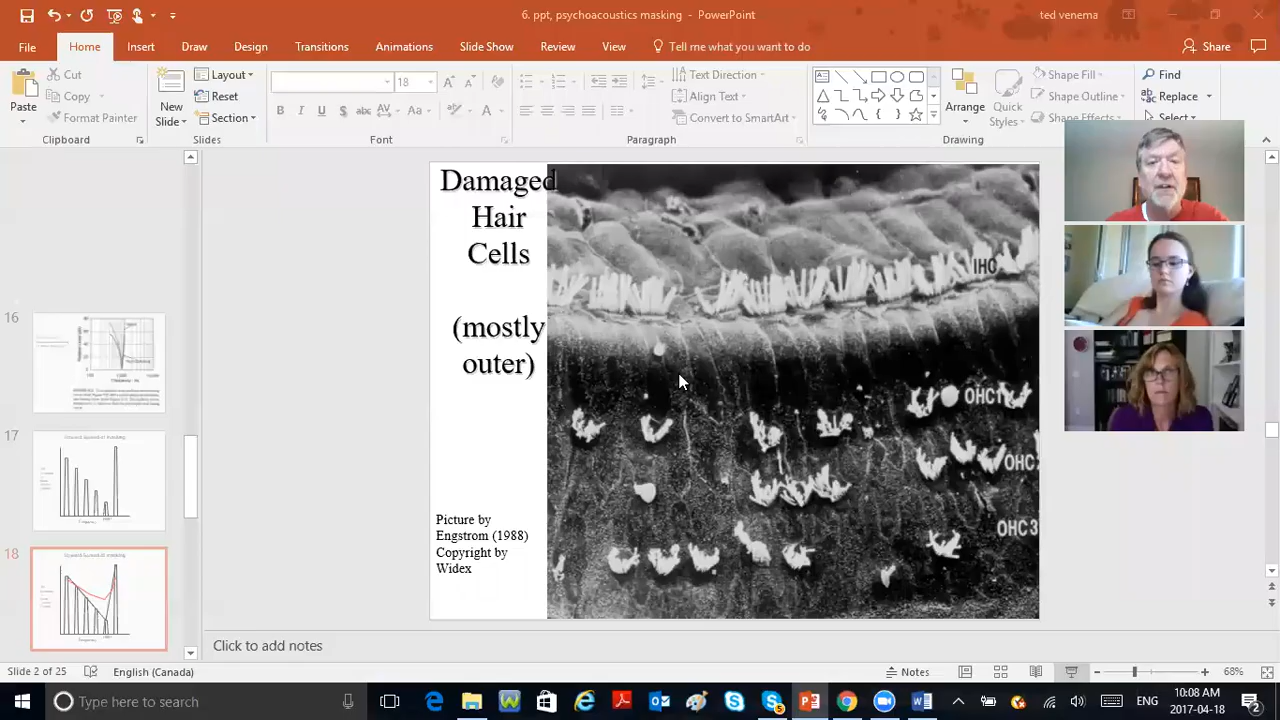 6. ppt, psychoacoustics masking - PowerPoint
ted venema
File Home Insert Draw Design Transitions Animations Slide Show Review View Tell me what you want to do Share
Paste
Cut
Copy
Format Painter
Clipboard
New
Slide
Layout
Reset
Section
Slides
18
B I U S abc AV Aa A
Font
Paragraph
Text Direction
Align Text
Convert to SmartArt
Arrange
Quick
Styles
Shape Fill
Shape Outline
Shape Effects
Drawing
Find
Replace
Select
16
17
18
Damaged
Hair
Cells
(mostly
outer)
Picture by
Engstrom (1988)
Copyright by
Widex
IHC
OHC1
OHC
OHC3
Click to add notes
Slide 2 of 25 English (Canada) Notes 68%
Type here to search
ENG
10:08 AM
2017-04-18
2